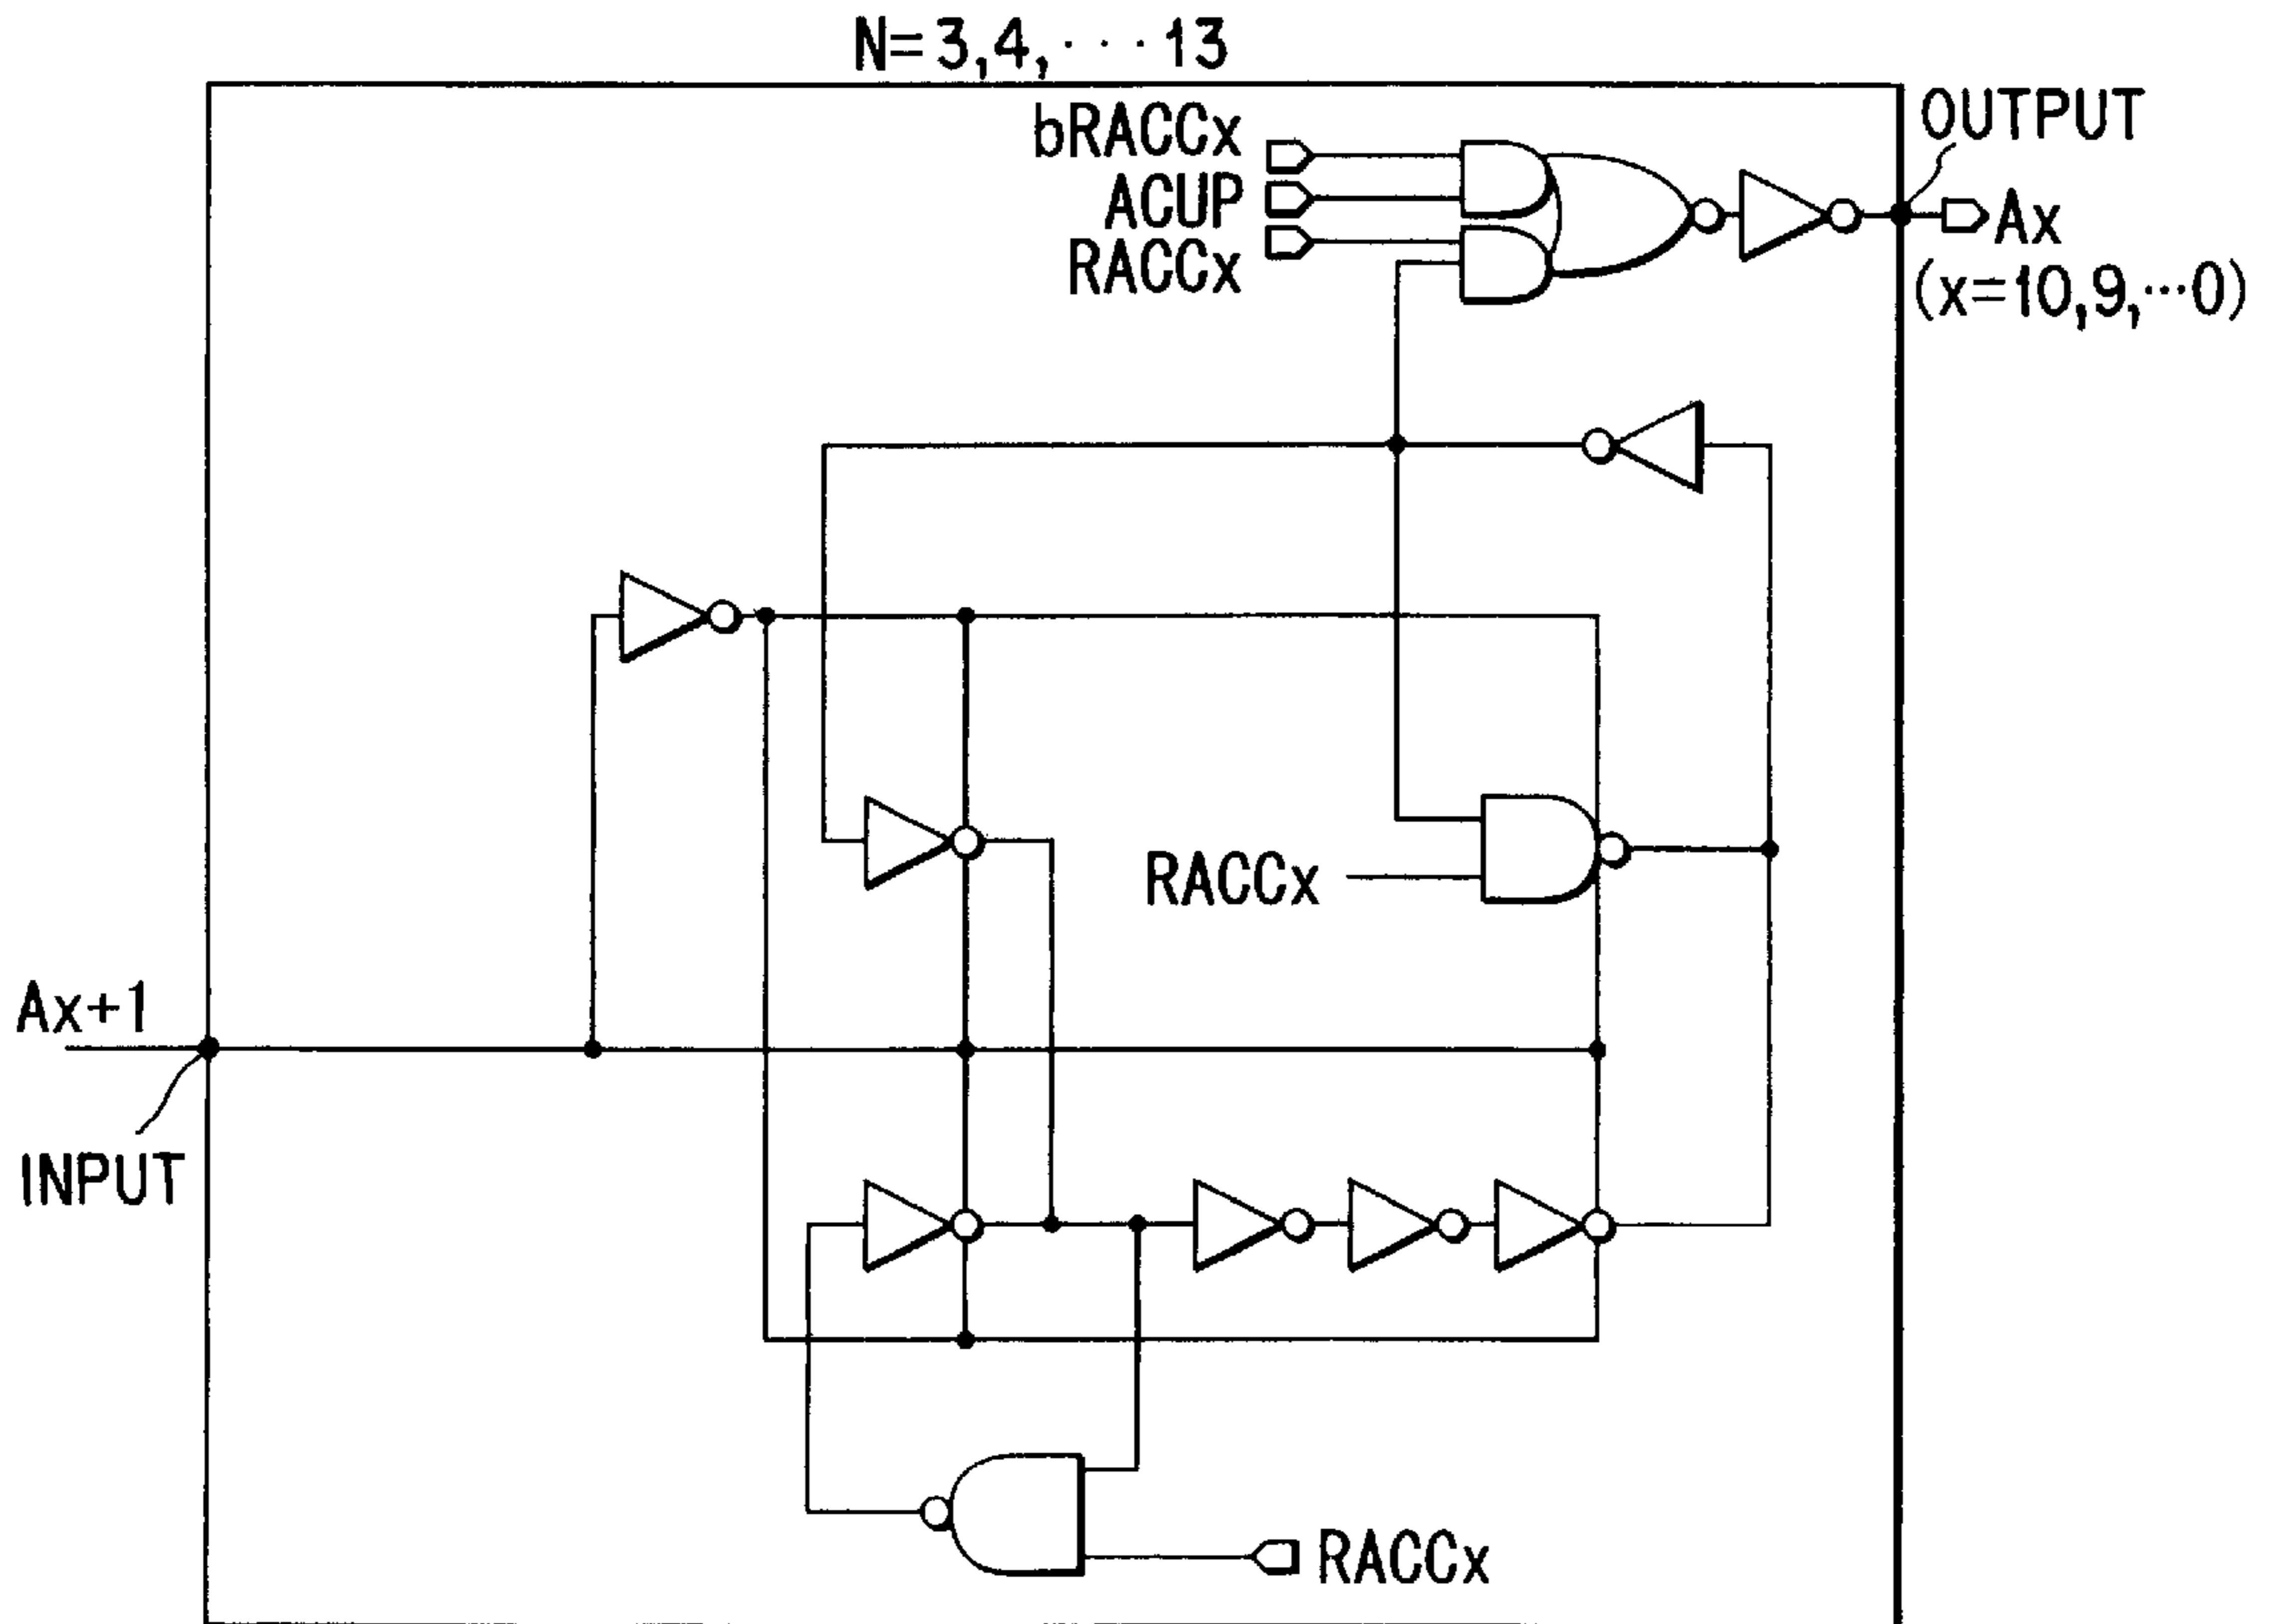 N=3,4,···13
bRACCx
OUTPUT
ACUP
Ax
RACCx
(x=10,9,···0)
RACCx
Ax+1
INPUT
RACCx